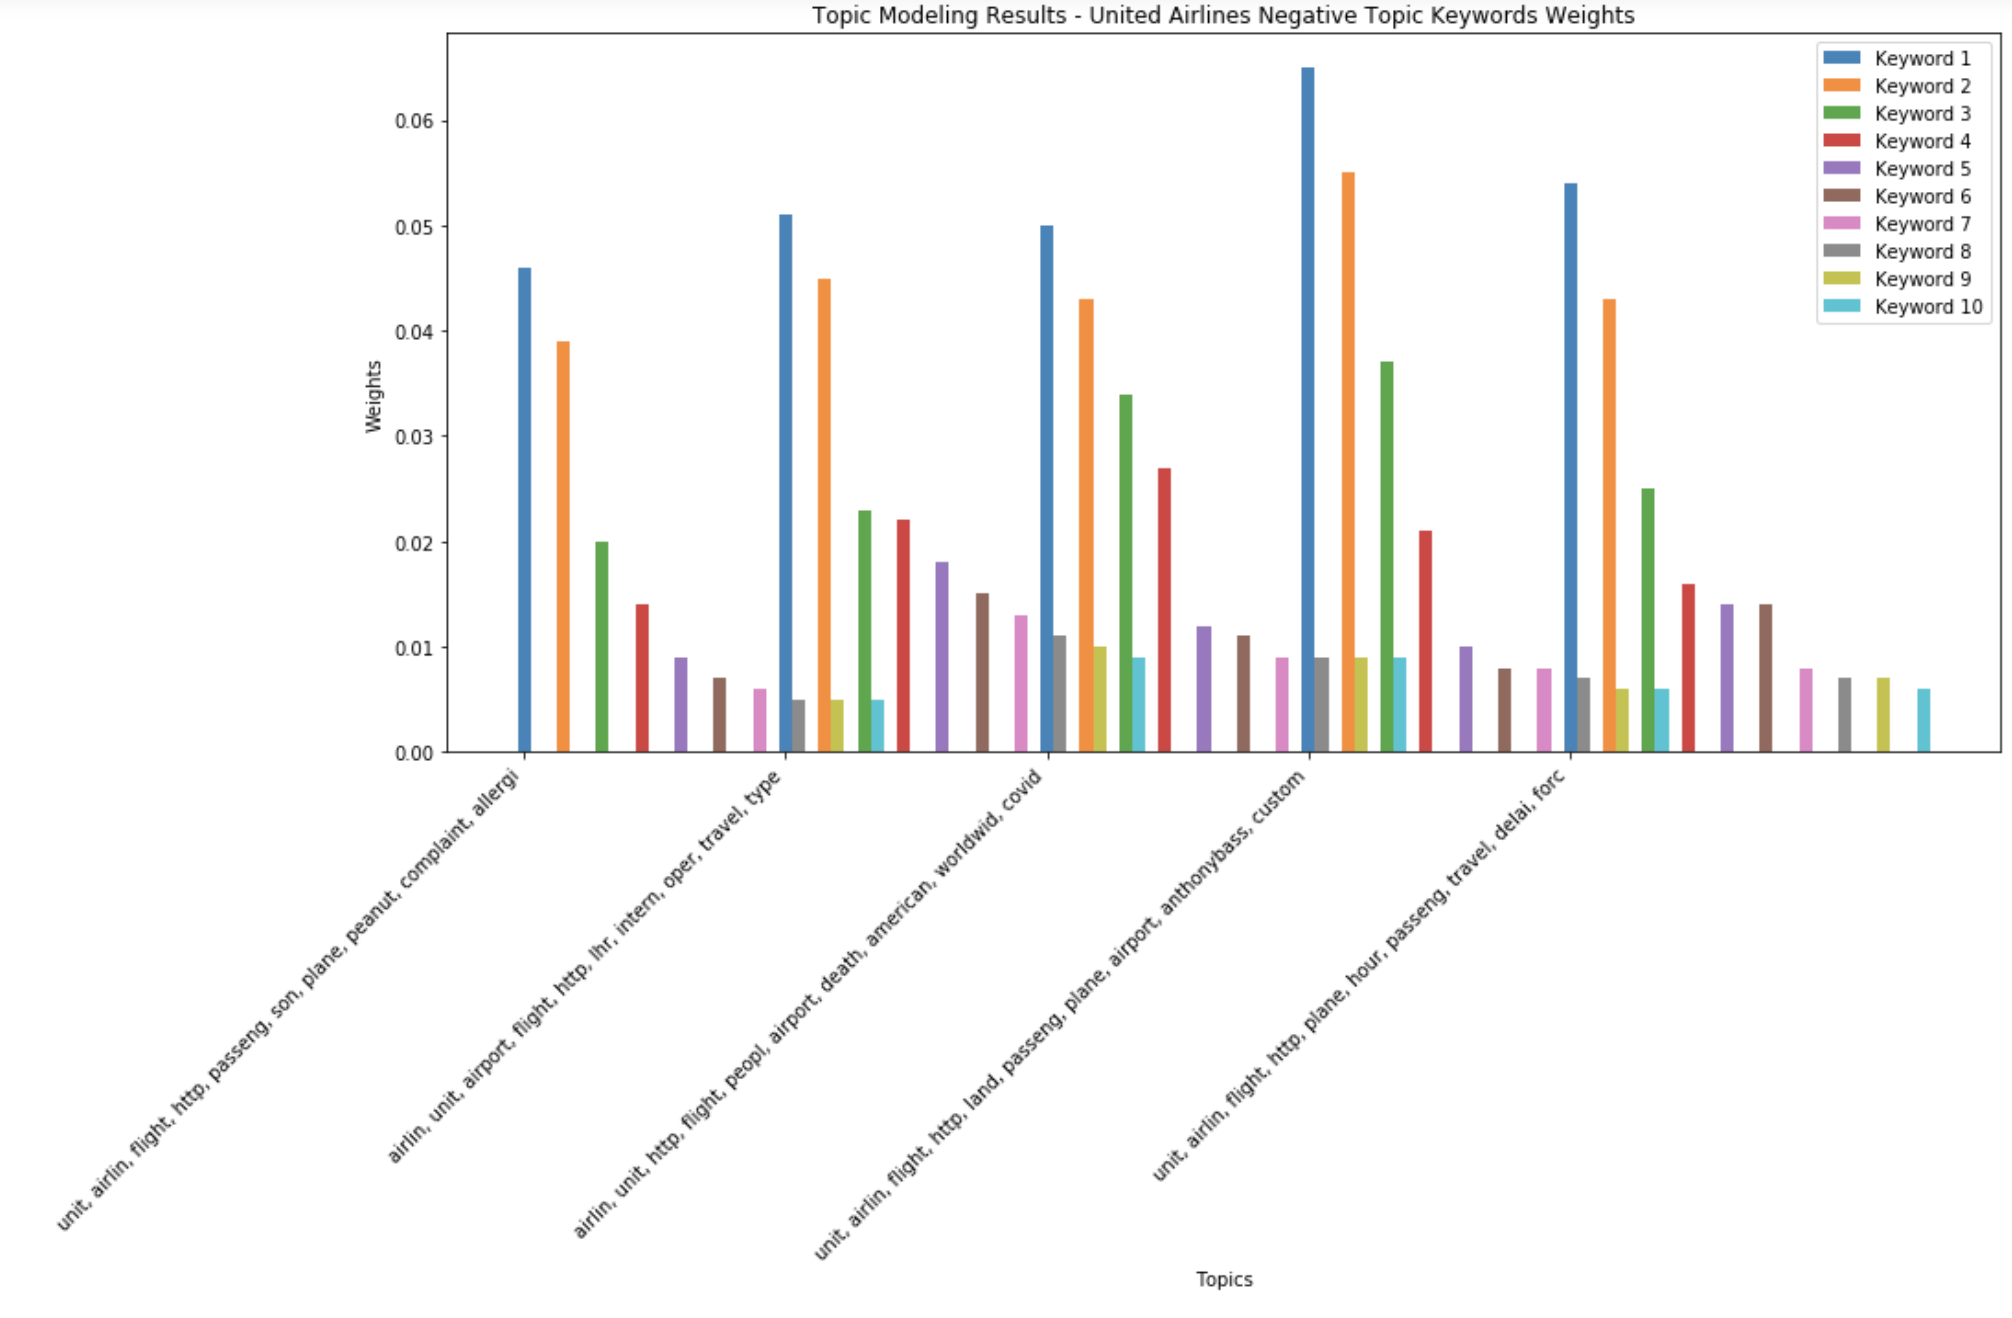 Topic Modeling Results - United Airlines Negative Topic Keywords Weights
Keyword 1
Keyword 2
Keyword 3
Keyword 4
Keyword 5
Keyword 6
Keyword 7
Keyword 8
Keyword 9
Keyword 10
Weights
0.06
0.05
0.04
0.03
0.02
0.01
0.00
unit, airlin, flight, http, passeng, son, plane, peanut, complaint, allergi
airlin, unit, airport, flight, http, lhr, intern, oper, travel, type
airlin, unit, http, flight, peopl, airport, death, american, worldwid, covid
unit, airlin, flight, http, land, passeng, plane, airport, anthonybass, custom
unit, airlin, flight, http, plane, hour, passeng, travel, delai, forc
Topics